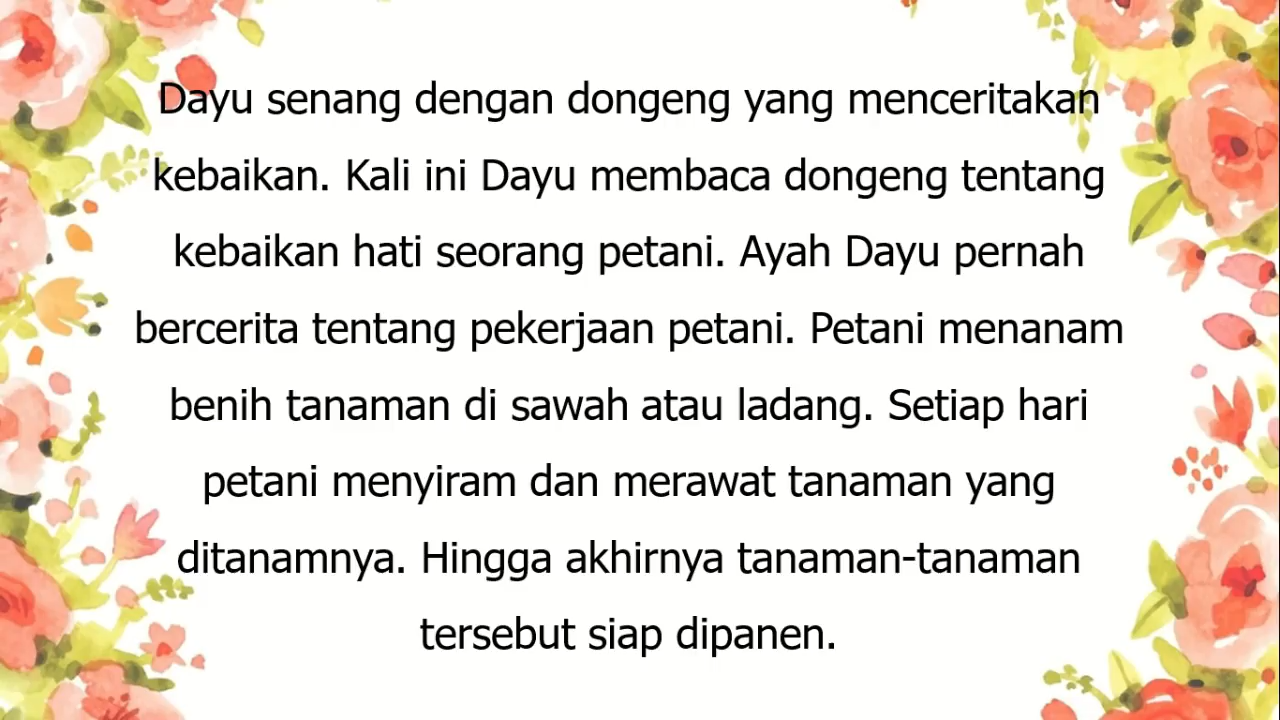 Dayu senang dengan dongeng yang menceritakan
kebaikan. Kali ini Dayu membaca dongeng tentang
kebaikan hati seorang petani. Ayah Dayu pernah
bercerita tentang pekerjaan petani. Petani menanam
benih tanaman di sawah atau ladang. Setiap hari
petani menyiram dan merawat tanaman yang
ditanamnya. Hingga akhirnya tanaman-tanaman
tersebut siap dipanen.